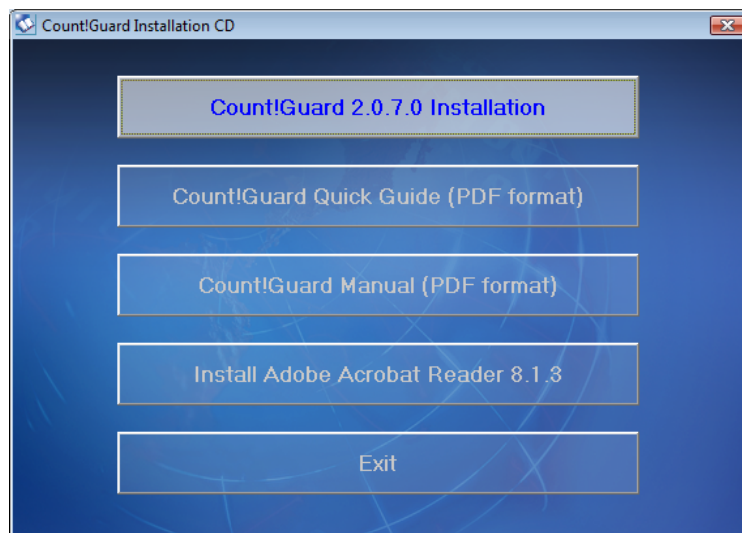 Count!Guard Installation CD
Count!Guard 2.0.7.0 Installation
Count!Guard Quick Guide (PDF format)
Count!Guard Manual (PDF format)
Install Adobe Acrobat Reader 8.1.3
Exit